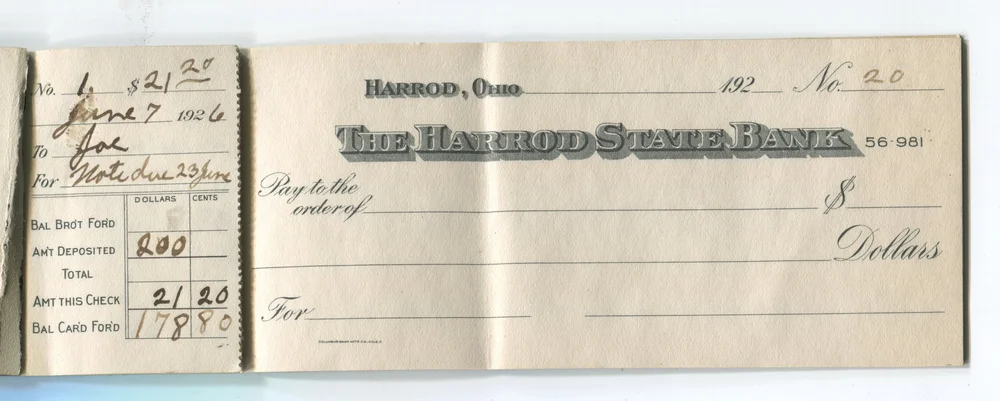 No. 1. $ 21 20
June 7 1926
To Joe
For Note due 23 June
DOLLARS CENTS
BAL BRO'T FOR'D
AM'T DEPOSITED 200
TOTAL
AMT THIS CHECK 21 20
BAL CAR'D FOR'D 178 80
HARROD, OHIO 192 No. 20
THE HARROD STATE BANK 56-981
Pay to the
order of $
Dollars
For